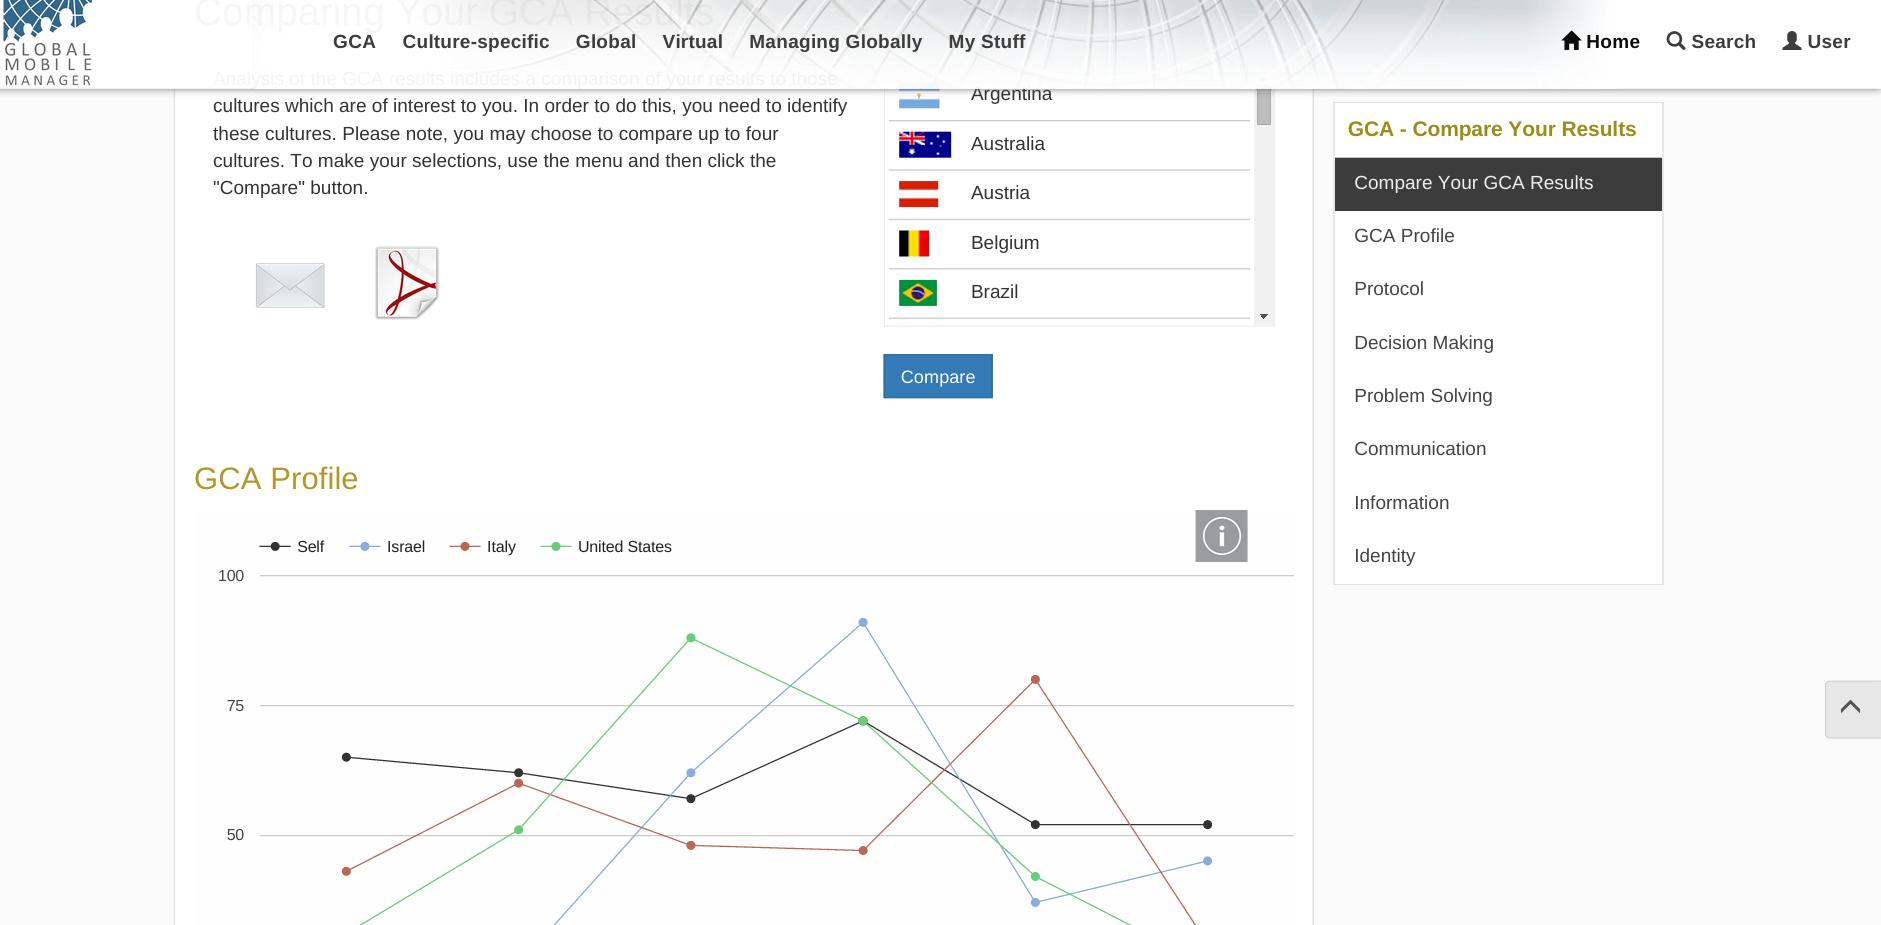 Comparing Your GCA Results
GLOBAL
MOBILE
MANAGER
GCA Culture-specific Global Virtual Managing Globally My Stuff
Home Search User
Analysis of the GCA results includes a comparison of your results to those
cultures which are of interest to you. In order to do this, you need to identify
these cultures. Please note, you may choose to compare up to four
cultures. To make your selections, use the menu and then click the
"Compare" button.
Argentina
Australia
Austria
Belgium
Brazil
Compare
GCA - Compare Your Results
Compare Your GCA Results
GCA Profile
Protocol
Decision Making
Problem Solving
Communication
Information
Identity
GCA Profile
Self Israel Italy United States
100
75
50